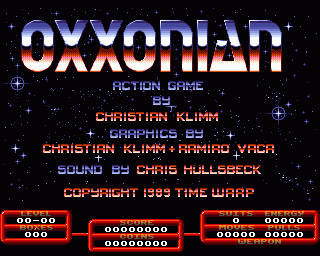 OXXONIAN
ACTION GAME
BY
CHRISTIAN KLIMM
GRAPHICS BY
CHRISTIAN KLIMM+RAMIRO VACA
SOUND BY CHRIS HULLSBECK
COPYRIGHT 1989 TIME WARP
LEVEL
00-00
BOXES
000
SCORE
00000000
COINS
00000000
SUITS ENERGY
0 00000
MOVES PULLS
00000 00000
WEAPON